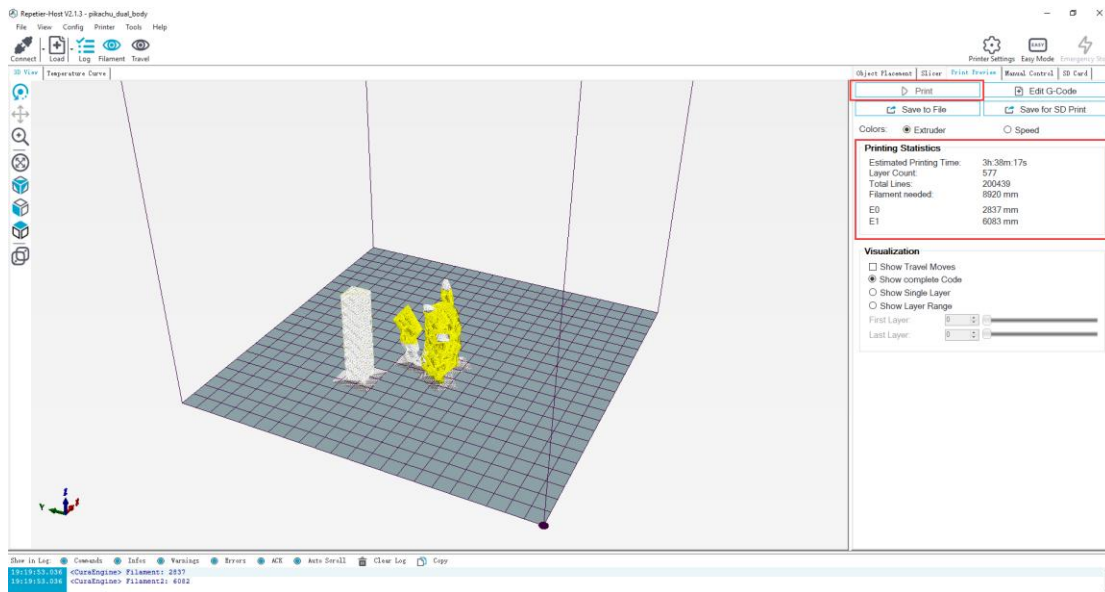 Repetier-Host V2.1.3 - pikachu_dual_body
File View Config Printer Tools Help
Connect Load Log Filament Travel
Printer Settings Easy Mode Emergency Sto
EASY
3D View Temperature Curve
Object Placement Slicer Print Preview Manual Control SD Card
Print Edit G-Code
Save to File Save for SD Print
Colors: Extruder Speed
Printing Statistics
Estimated Printing Time: 3h:38m:17s
Layer Count: 577
Total Lines: 200439
Filament needed: 8920 mm
E0 2837 mm
E1 6083 mm
Visualization
Show Travel Moves
Show complete Code
Show Single Layer
Show Layer Range
First Layer: 0
Last Layer: 0
Z
Y
Show in Log: Commands Infos Warnings Errors ACK Auto Scroll Clear Log Copy
19:19:53.036 <CuraEngine> Filament: 2837
19:19:53.036 <CuraEngine> Filament2: 6082